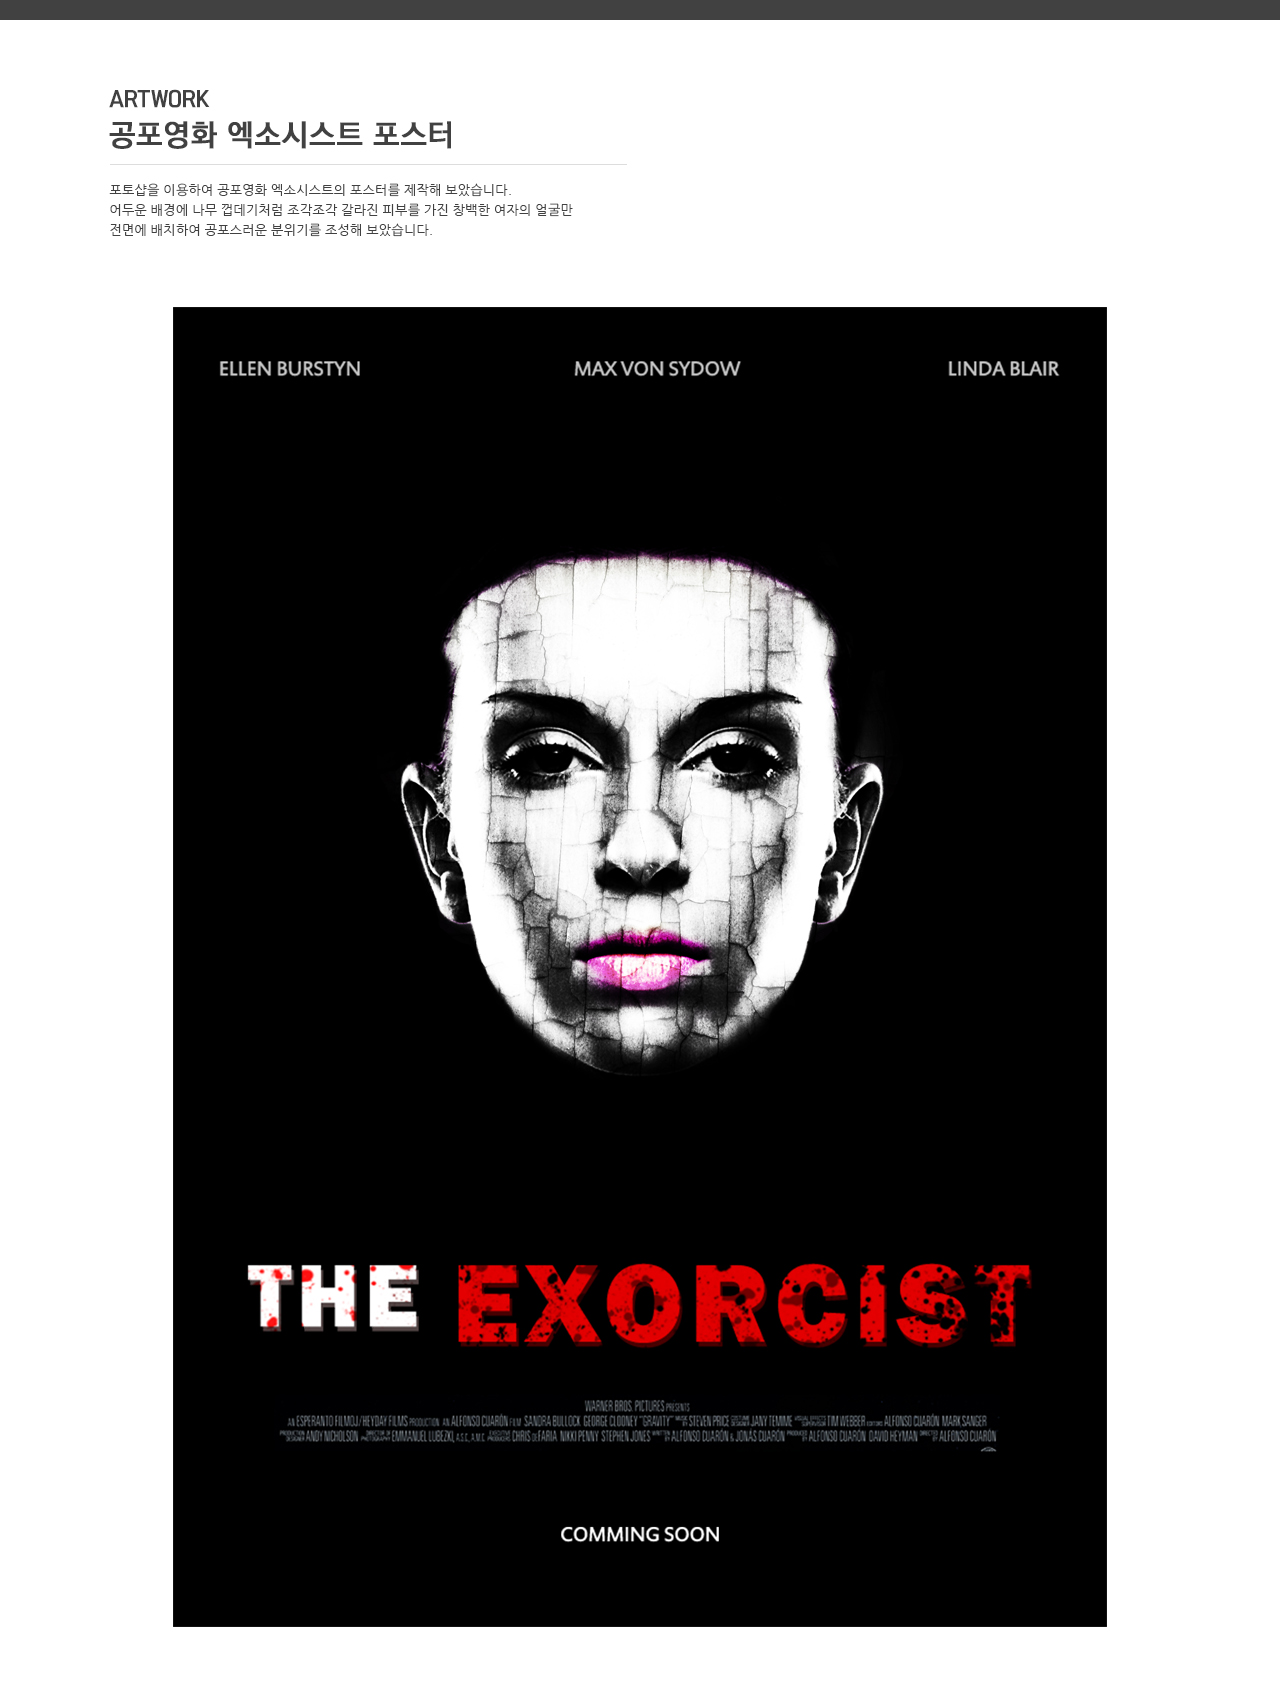 ARTWORK
공포영화 엑소시스트 포스터
포토샵을 이용하여 공포영화 엑소시스트의 포스터를 제작해 보았습니다.
어두운 배경에 나무 껍데기처럼 조각조각 갈라진 피부를 가진 창백한 여자의 얼굴만
전면에 배치하여 공포스러운 분위기를 조성해 보았습니다.
ELLEN BURSTYN MAX VON SYDOW LINDA BLAIR
THE EXORCIST
WARNER BROS. PICTURES PRESENTS
AN ESPERANTO FILMOJ/HEYDAY FILMS PRODUCTION AN ALFONSO CUARÓN FILM SANDRA BULLOCK GEORGE CLOONEY "GRAVITY" MUSIC BY STEVEN PRICE COSTUME DESIGNER JANY TEMIME VISUAL EFFECTS SUPERVISOR TIM WEBBER EDITORS ALFONSO CUARÓN MARK SANGER
PRODUCTION DESIGNER ANDY NICHOLSON DIRECTOR OF PHOTOGRAPHY EMMANUEL LUBEZKI, A.S.C., A.M.C. EXECUTIVE PRODUCERS CHRIS DEFARIA NIKKI PENNY STEPHEN JONES WRITTEN BY ALFONSO CUARÓN & JONÁS CUARÓN PRODUCED BY ALFONSO CUARÓN DAVID HEYMAN DIRECTED BY ALFONSO CUARÓN
COMMING SOON